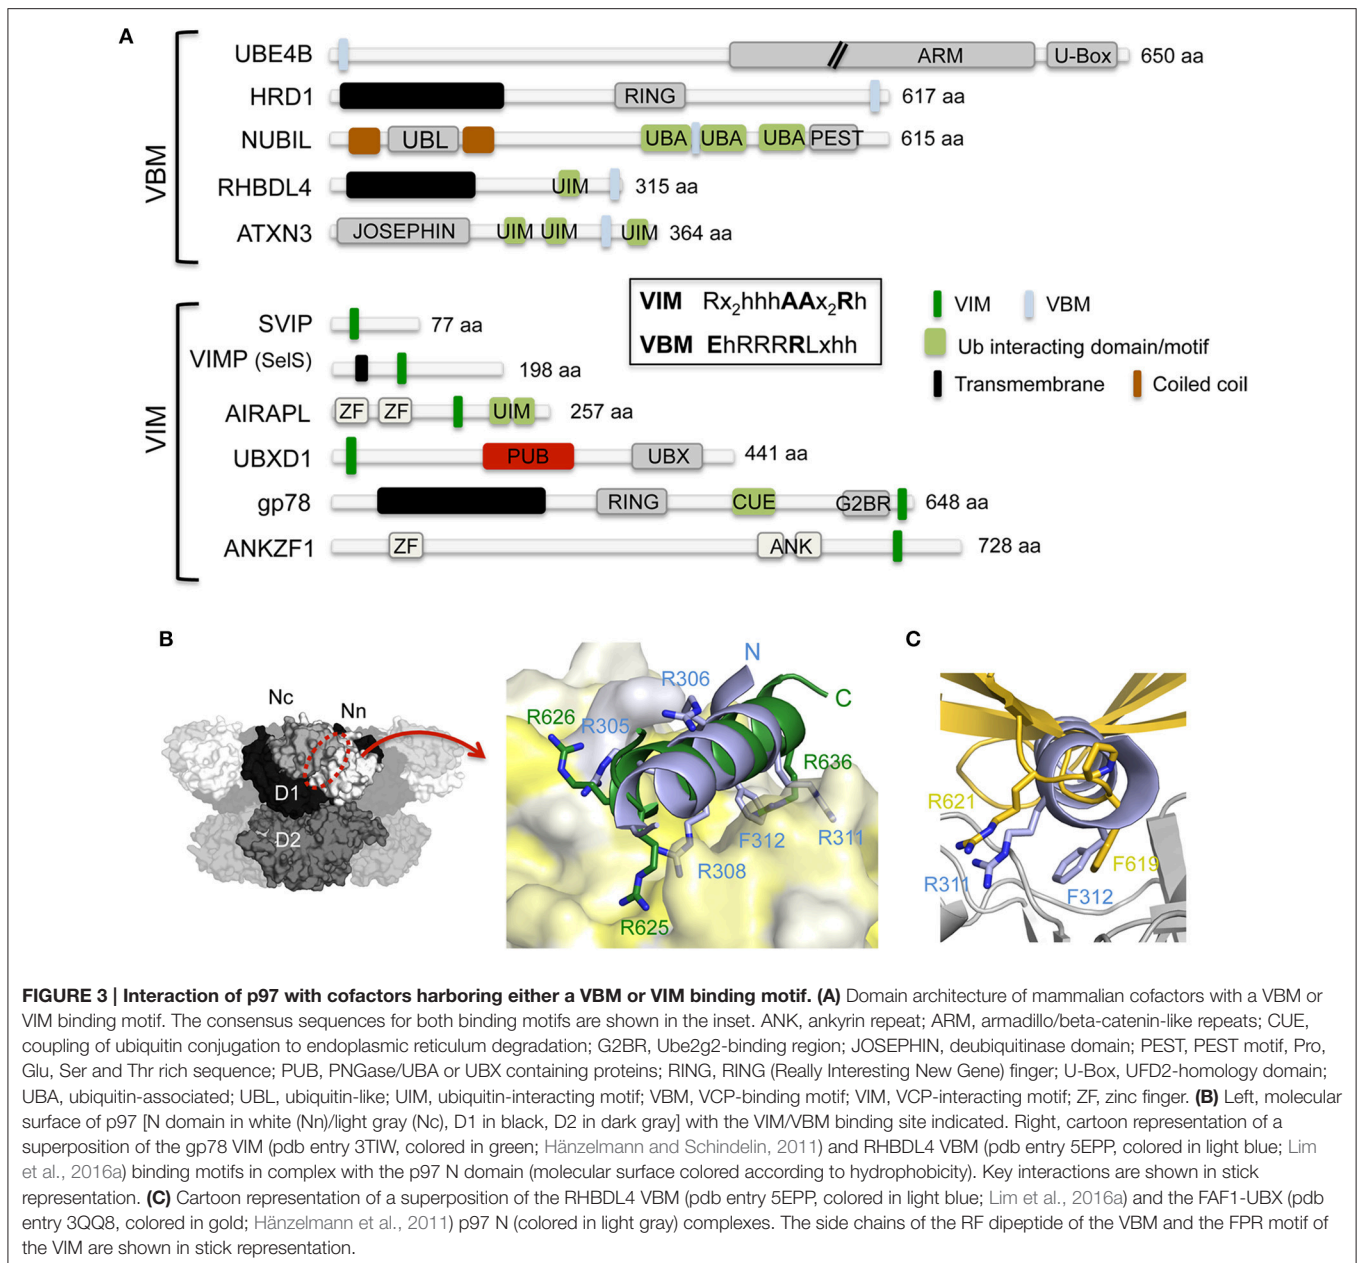 A
VBM
UBE4B ARM U-Box 650 aa
HRD1 RING 617 aa
NUBIL UBL UBA UBA UBA PEST 615 aa
RHBDL4 UIM 315 aa
ATXN3 JOSEPHIN UIM UIM UIM 364 aa
VIM Rx2hhhAAx2Rh
VBM EhRRRRLxhh
VIM VBM
Ub interacting domain/motif
Transmembrane Coiled coil
VIM
SVIP 77 aa
VIMP (SelS) 198 aa
AIRAPL ZF ZF UIM 257 aa
UBXD1 PUB UBX 441 aa
gp78 RING CUE G2BR 648 aa
ANKZF1 ZF ANK 728 aa
B
Nc
Nn
D1
D2
N
C
R306
R626
R305
R636
R311
F312
R308
R625
C
R621
F619
R311
F312
FIGURE 3 | Interaction of p97 with cofactors harboring either a VBM or VIM binding motif. (A) Domain architecture of mammalian cofactors with a VBM or
VIM binding motif. The consensus sequences for both binding motifs are shown in the inset. ANK, ankyrin repeat; ARM, armadillo/beta-catenin-like repeats; CUE,
coupling of ubiquitin conjugation to endoplasmic reticulum degradation; G2BR, Ube2g2-binding region; JOSEPHIN, deubiquitinase domain; PEST, PEST motif, Pro,
Glu, Ser and Thr rich sequence; PUB, PNGase/UBA or UBX containing proteins; RING, RING (Really Interesting New Gene) finger; U-Box, UFD2-homology domain;
UBA, ubiquitin-associated; UBL, ubiquitin-like; UIM, ubiquitin-interacting motif; VBM, VCP-binding motif; VIM, VCP-interacting motif; ZF, zinc finger. (B) Left, molecular
surface of p97 [N domain in white (Nn)/light gray (Nc), D1 in black, D2 in dark gray] with the VIM/VBM binding site indicated. Right, cartoon representation of a
superposition of the gp78 VIM (pdb entry 3TIW, colored in green; Hänzelmann and Schindelin, 2011) and RHBDL4 VBM (pdb entry 5EPP, colored in light blue; Lim
et al., 2016a) binding motifs in complex with the p97 N domain (molecular surface colored according to hydrophobicity). Key interactions are shown in stick
representation. (C) Cartoon representation of a superposition of the RHBDL4 VBM (pdb entry 5EPP, colored in light blue; Lim et al., 2016a) and the FAF1-UBX (pdb
entry 3QQ8, colored in gold; Hänzelmann et al., 2011) p97 N (colored in light gray) complexes. The side chains of the RF dipeptide of the VBM and the FPR motif of
the VIM are shown in stick representation.